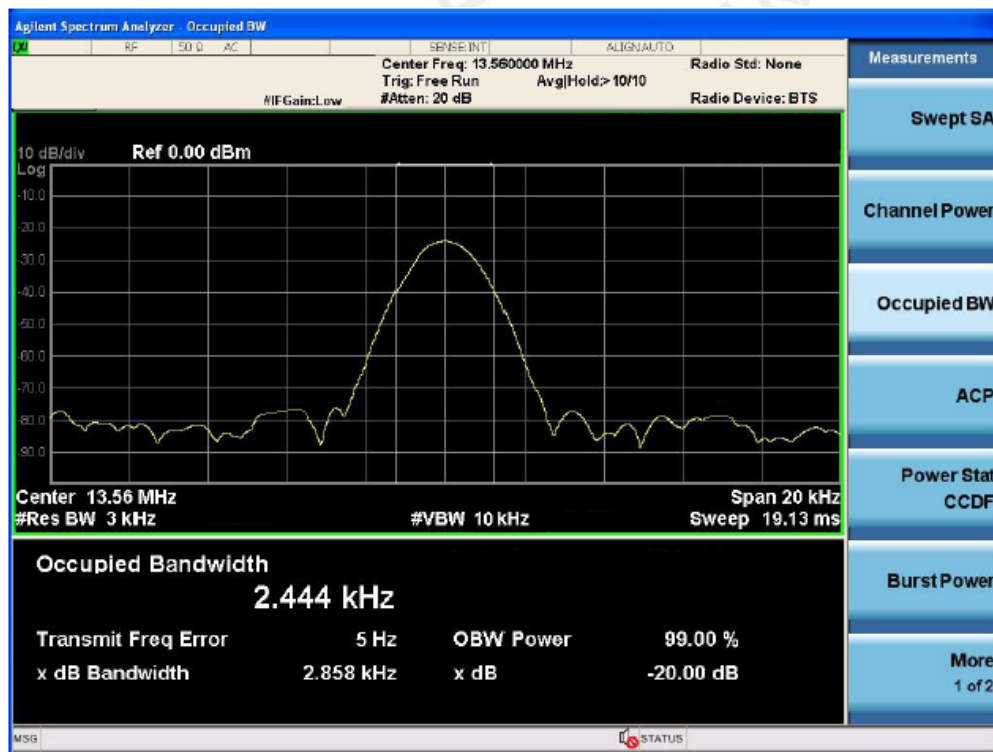 Agilent Spectrum Analyzer - Occupied BW
RF 50 Ω AC SENSE:INT ALIGNAUTO
Center Freq: 13.560000 MHz Radio Std: None
Trig: Free Run Avg|Hold:> 10/10
#IFGain:Low #Atten: 20 dB Radio Device: BTS
10 dB/div Ref 0.00 dBm
Log
-10.0
-20.0
-30.0
-40.0
-50.0
-60.0
-70.0
-80.0
-90.0
Center 13.56 MHz Span 20 kHz
#Res BW 3 kHz #VBW 10 kHz Sweep 19.13 ms
Occupied Bandwidth
2.444 kHz
Transmit Freq Error 5 Hz OBW Power 99.00 %
x dB Bandwidth 2.858 kHz x dB -20.00 dB
MSG STATUS
Measurements
Swept SA
Channel Power
Occupied BW
ACP
Power Stat
CCDF
Burst Power
More
1 of 2